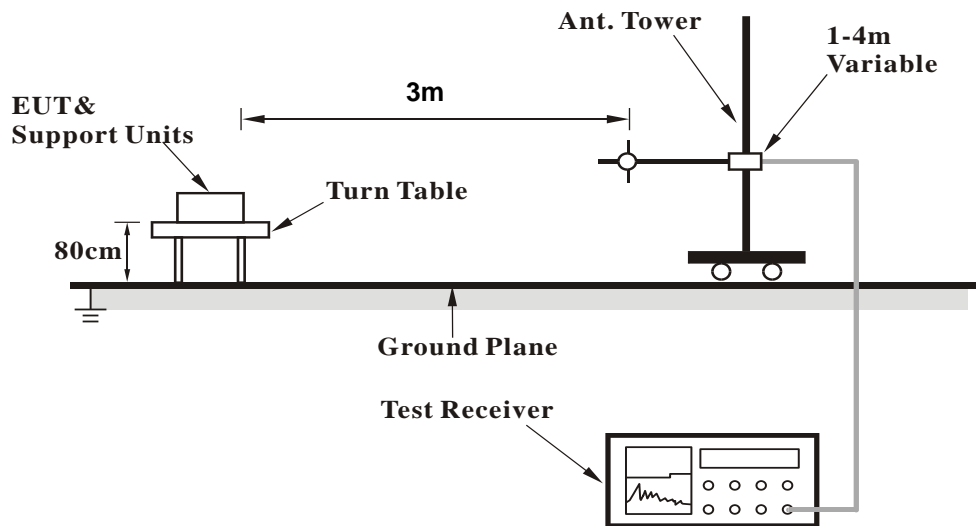 Ant. Tower
1-4m
Variable
3m
EUT&
Support Units
Turn Table
80cm
Ground Plane
Test Receiver